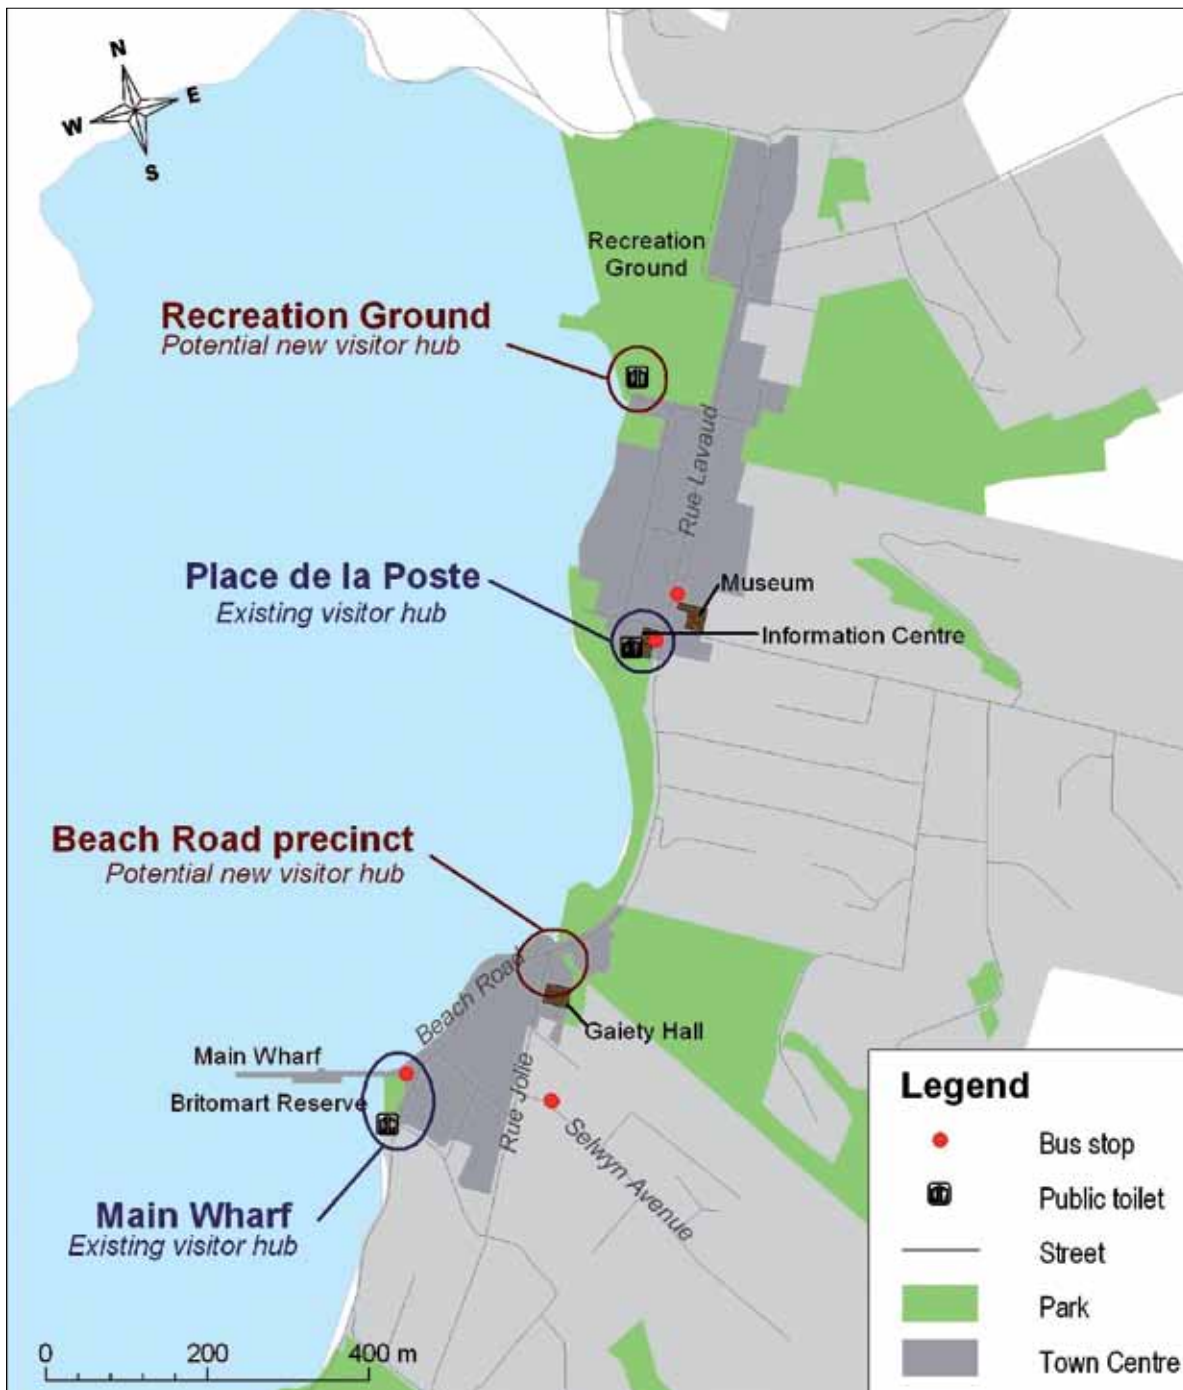 N
W E
S
Recreation
Ground
Recreation Ground
Potential new visitor hub
Rue Lavaud
Place de la Poste
Existing visitor hub
Museum
Information Centre
Beach Road precinct
Potential new visitor hub
Beach Road
Gaiety Hall
Main Wharf
Britomart Reserve
Rue Jolie
Selwyn Avenue
Main Wharf
Existing visitor hub
Legend
Bus stop
Public toilet
Street
Park
Town Centre
0 200 400 m